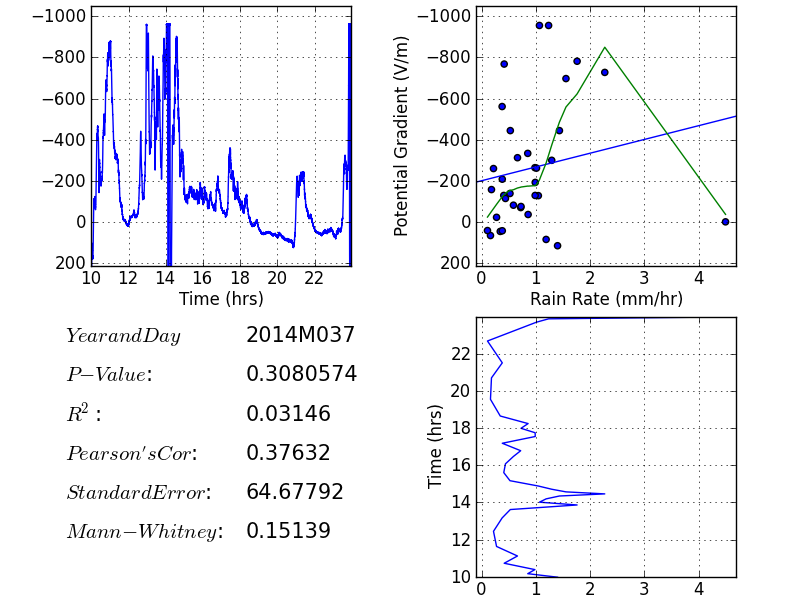 −1000
−800
−600
−400
−200
0
200
10 12 14 16 18 20 22
Time (hrs)
Potential Gradient (V/m)
−1000
−800
−600
−400
−200
0
200
0 1 2 3 4
Rain Rate (mm/hr)
YearandDay 2014M037
P−Value: 0.3080574
R²: 0.03146
Pearson'sCor: 0.37632
StandardError: 64.67792
Mann−Whitney: 0.15139
Time (hrs)
22
20
18
16
14
12
10
0 1 2 3 4